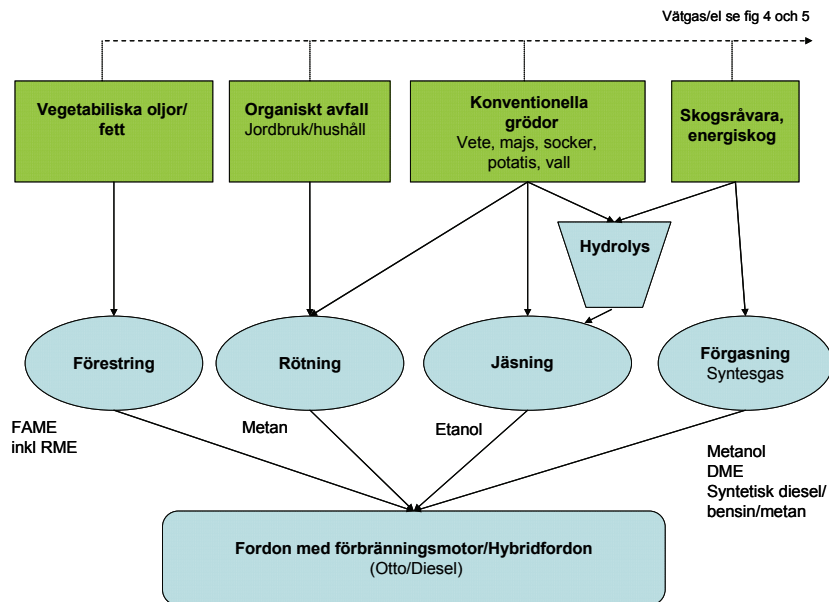 Vätgas/el se fig 4 och 5
Vegetabiliska oljor/
fett
Organiskt avfall
Jordbruk/hushåll
Konventionella
grödor
Vete, majs, socker,
potatis, vall
Skogsråvara,
energiskog
Hydrolys
Förestring
Rötning
Jäsning
Förgasning
Syntesgas
FAME
inkl RME
Metan
Etanol
Metanol
DME
Syntetisk diesel/
bensin/metan
Fordon med förbränningsmotor/Hybridfordon
(Otto/Diesel)